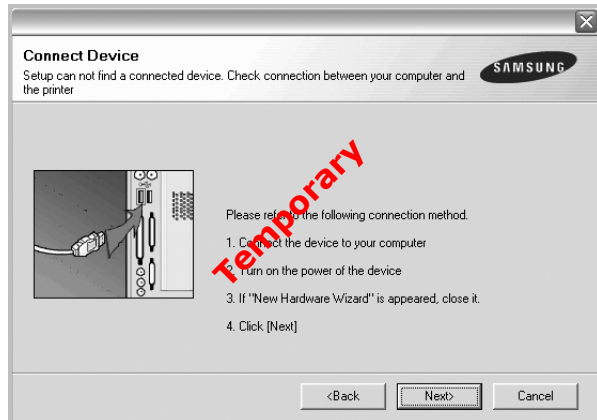 Connect Device
Setup can not find a connected device. Check connection between your computer and
the printer
SAMSUNG
Temporary
Please refer to the following connection method.
1. Connect the device to your computer
2. Turn on the power of the device
3. If "New Hardware Wizard" is appeared, close it.
4. Click [Next]
<Back
Next>
Cancel